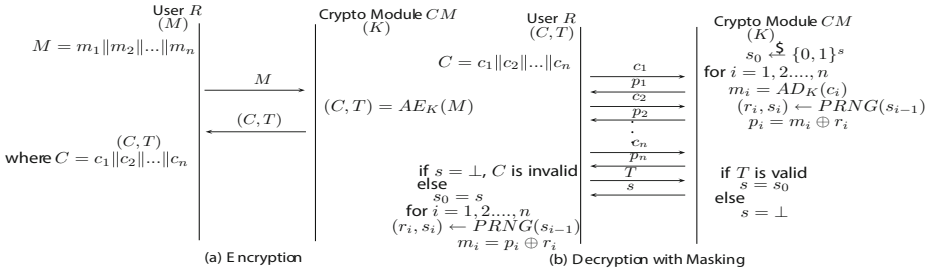 User R
(M)
M = m₁∥m₂∥...∥mₙ
Crypto Module CM
(K)
M
(C, T) = AE_K(M)
(C, T)
(C, T)
where C = c₁∥c₂∥...∥cₙ
(a) Encryption
User R
(C, T)
C = c₁∥c₂∥...∥cₙ
Crypto Module CM
(K)
s₀ $← {0, 1}ˢ
for i = 1, 2...., n
mᵢ = AD_K(cᵢ)
(rᵢ, sᵢ) ← PRNG(sᵢ₋₁)
pᵢ = mᵢ ⊕ rᵢ
c₁
p₁
c₂
p₂
.
.
.
cₙ
pₙ
T
s
if s = ⊥, C is invalid
else
s₀ = s
for i = 1, 2...., n
(rᵢ, sᵢ) ← PRNG(sᵢ₋₁)
mᵢ = pᵢ ⊕ rᵢ
if T is valid
s = s₀
else
s = ⊥
(b) Decryption with Masking